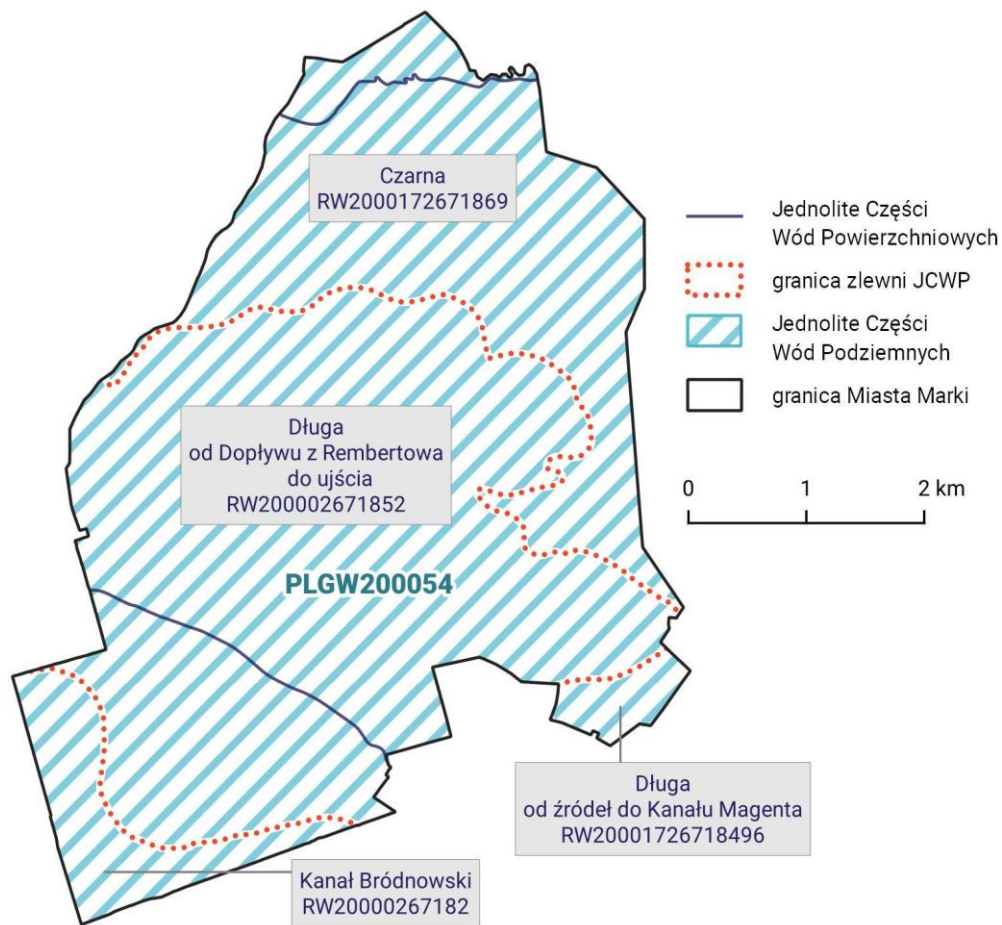 Czarna
RW2000172671869
Długa
od Dopływu z Rembertowa
do ujścia
RW200002671852
PLGW200054
Długa
od źródeł do Kanału Magenta
RW20001726718496
Kanał Bródnowski
RW20000267182
Jednolite Części
Wód Powierzchniowych
granica zlewni JCWP
Jednolite Części
Wód Podziemnych
granica Miasta Marki
0 1 2 km